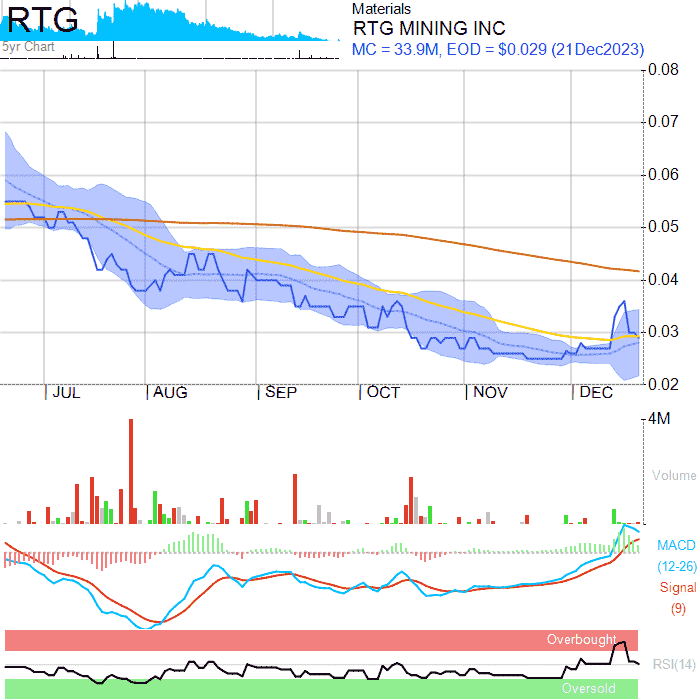 RTG
5yr Chart
Materials
RTG MINING INC
MC = 33.9M, EOD = $0.029 (21Dec2023)
0.08
0.07
0.06
0.05
0.04
0.03
0.02
JUL AUG SEP OCT NOV DEC
4M
Volume
MACD
(12-26)
Signal
(9)
Overbought
RSI(14)
Oversold